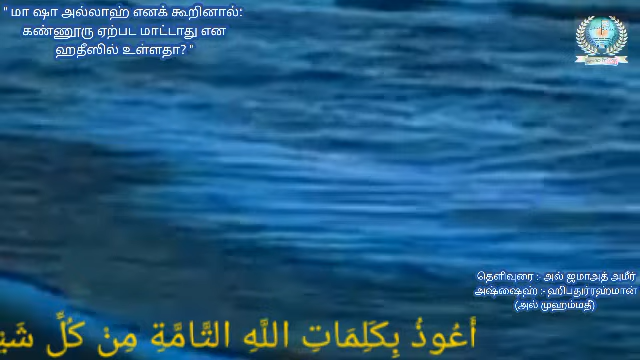 " மா ஷா அல்லாஹ் எனக் கூறினால்:
கண்ணூரு ஏற்பட மாட்டாது என
ஹதீஸில் உள்ளதா? "
தெளிவுரை :- அல் ஜமாஅத் அமீர்
அஷ்ஷைஹ் :- ஹிபதுர்ரஹ்மான்
(அல் முஹம்மதீ)
أَعُوذُ بِكَلِمَاتِ اللَّهِ التَّامَّةِ مِنْ كُلِّ